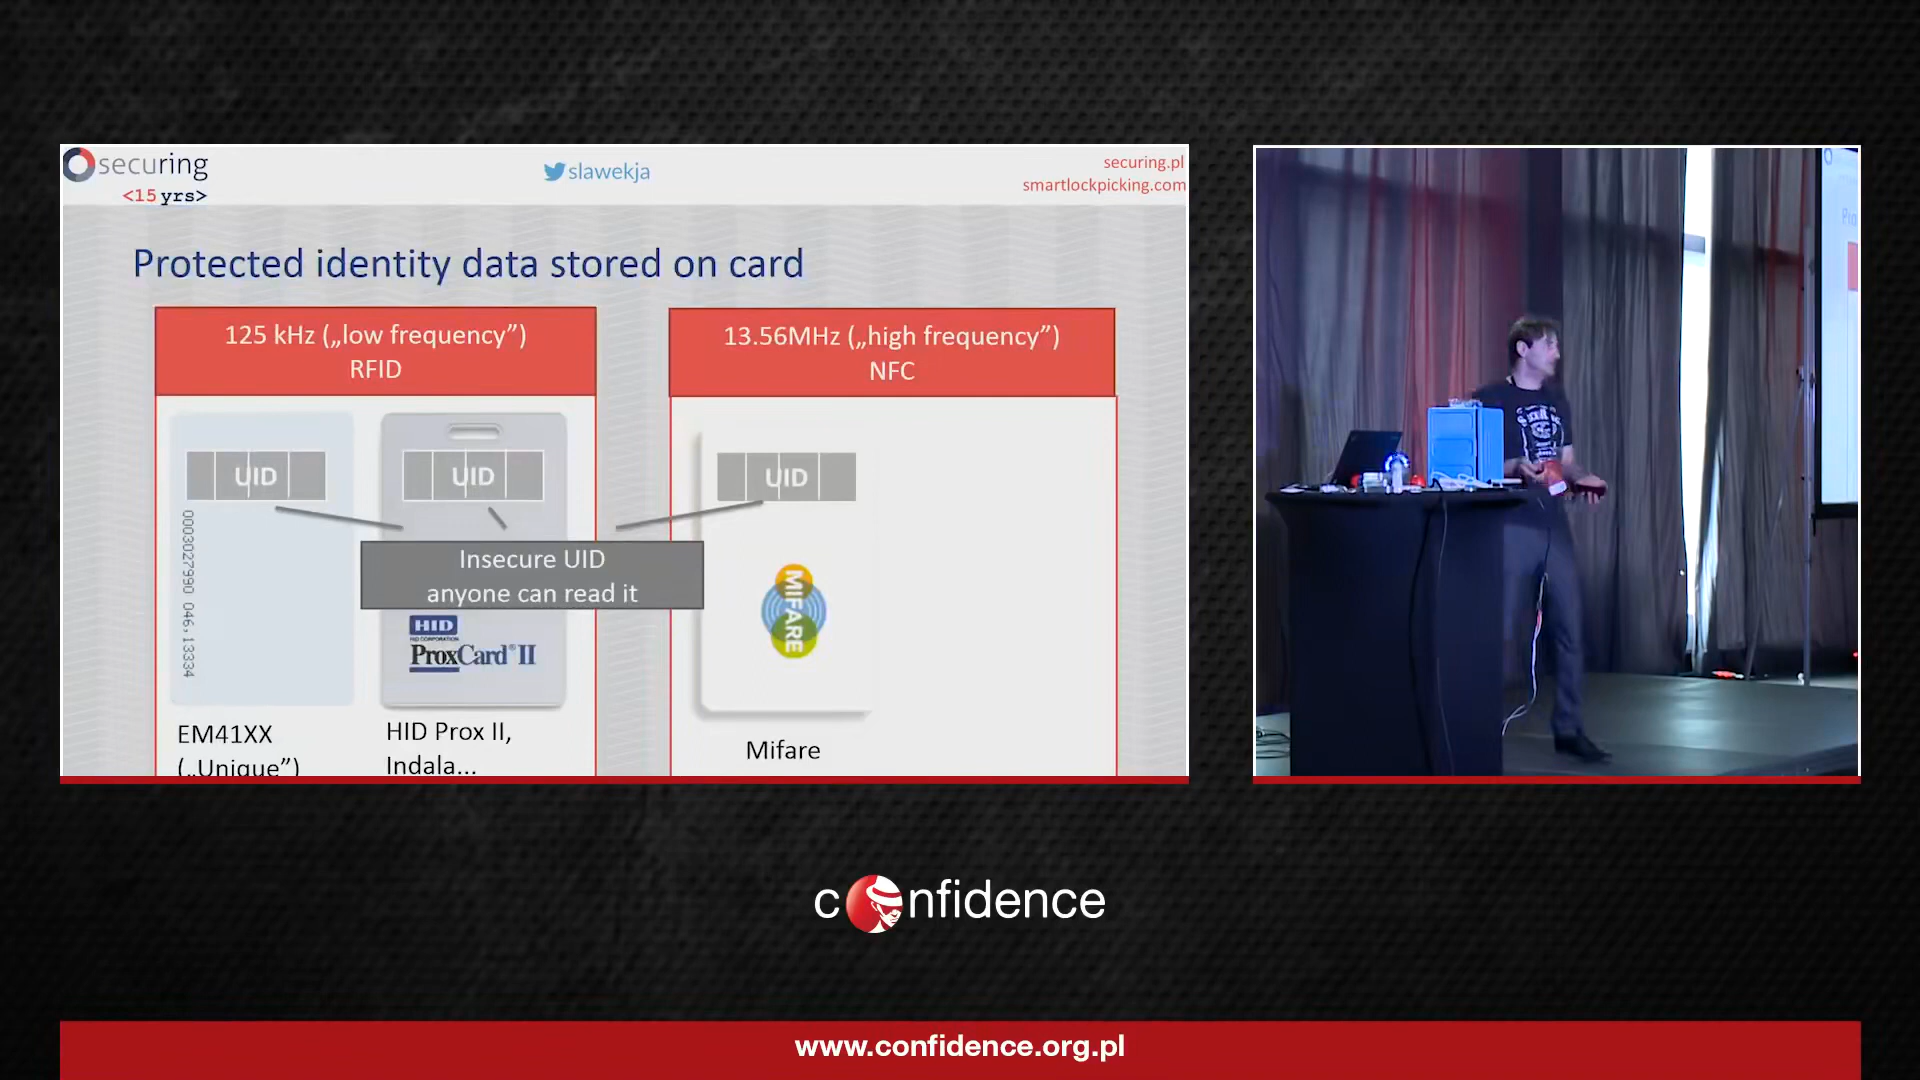 securing
<15 yrs>
slawekja
securing.pl
smartlockpicking.com
Protected identity data stored on card
125 kHz („low frequency”)
RFID
13.56MHz („high frequency”)
NFC
UID
UID
UID
0003027990 046,13334
Insecure UID
anyone can read it
HID
HID CORPORATION
ProxCard® II
MIFARE
EM41XX
(„Unique”)
HID Prox II,
Indala...
Mifare
confidence
www.confidence.org.pl